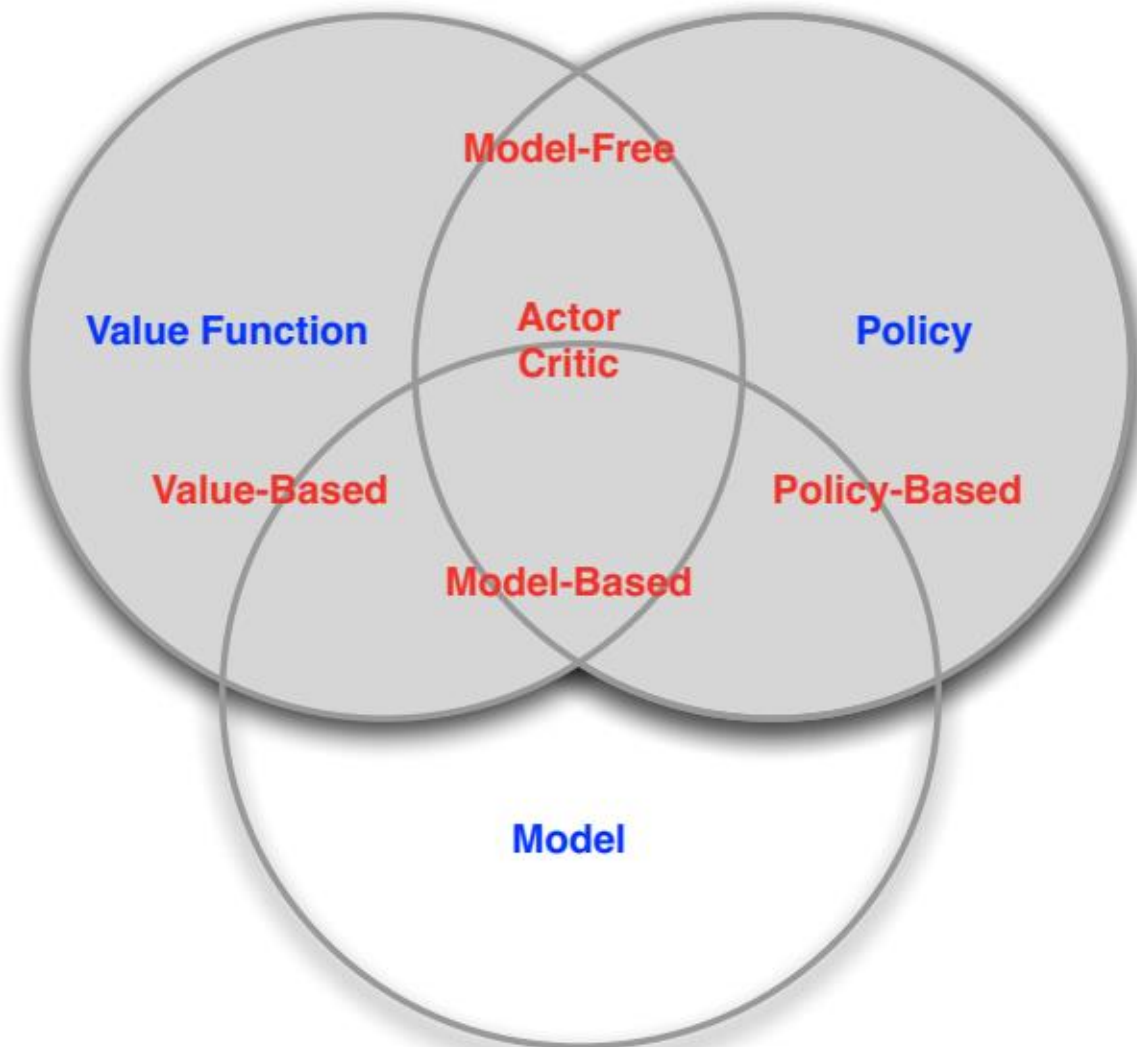 Model-Free
Value Function
Actor
Critic
Policy
Value-Based
Policy-Based
Model-Based
Model